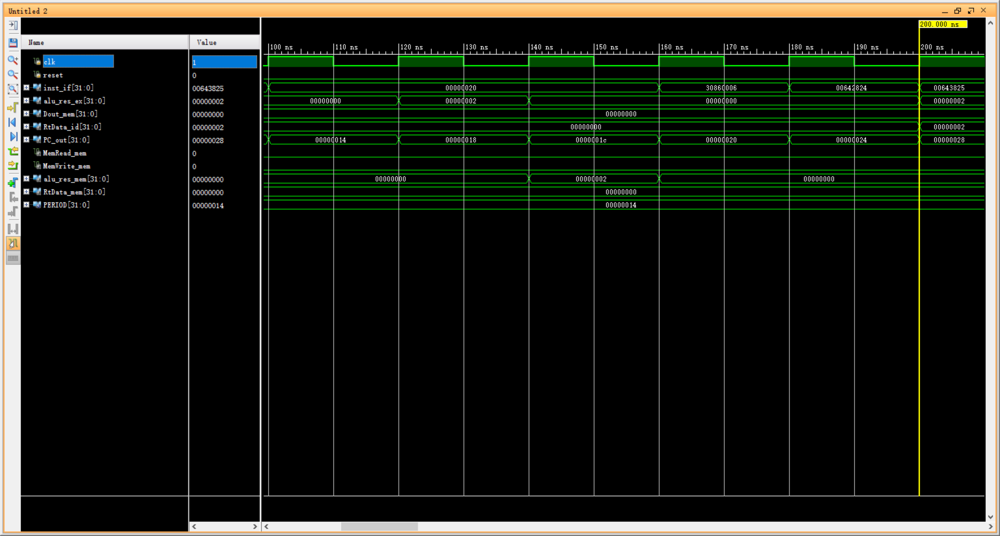 Untitled 2
200.000 ns
Name Value
100 ns 110 ns 120 ns 130 ns 140 ns 150 ns 160 ns 170 ns 180 ns 190 ns 200 ns
clk 1
reset 0
inst_if[31:0] 00643825 00000020 30860006 00642824 00643825
alu_res_ex[31:0] 00000002 00000000 00000002 00000000 00000002
Dout_mem[31:0] 00000000 00000000
RtData_id[31:0] 00000002 00000000 00000002
PC_out[31:0] 00000028 00000014 00000018 0000001c 00000020 00000024 00000028
MemRead_mem 0
MemWrite_mem 0
alu_res_mem[31:0] 00000000 00000000 00000002 00000000
RtData_mem[31:0] 00000000 00000000
PERIOD[31:0] 00000014 00000014